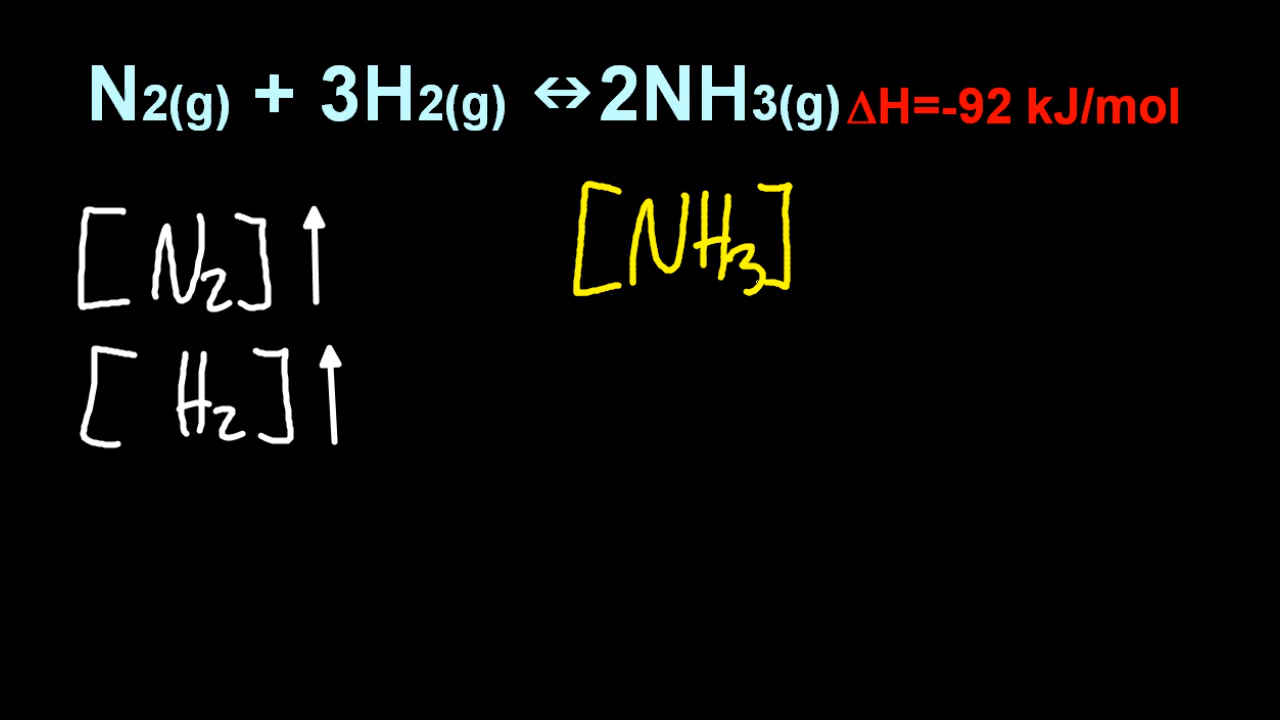 N2(g) + 3H2(g) ↔ 2NH3(g) ΔH=-92 kJ/mol
[N2]↑ [NH3]
[H2]↑